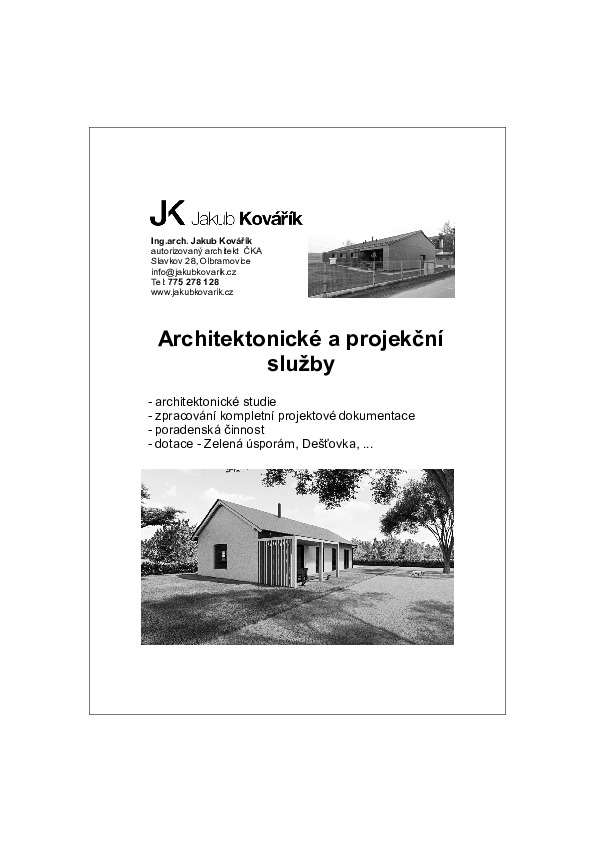 JK Jakub Kovářík
Ing.arch. Jakub Kovářík
autorizovaný architekt ČKA
Slavkov 28, Olbramovice
info@jakubkovarik.cz
Tel: 775 278 128
www.jakubkovarik.cz
Architektonické a projekční
služby
- architektonické studie
- zpracování kompletní projektové dokumentace
- poradenská činnost
- dotace - Zelená úsporám, Dešťovka, ...